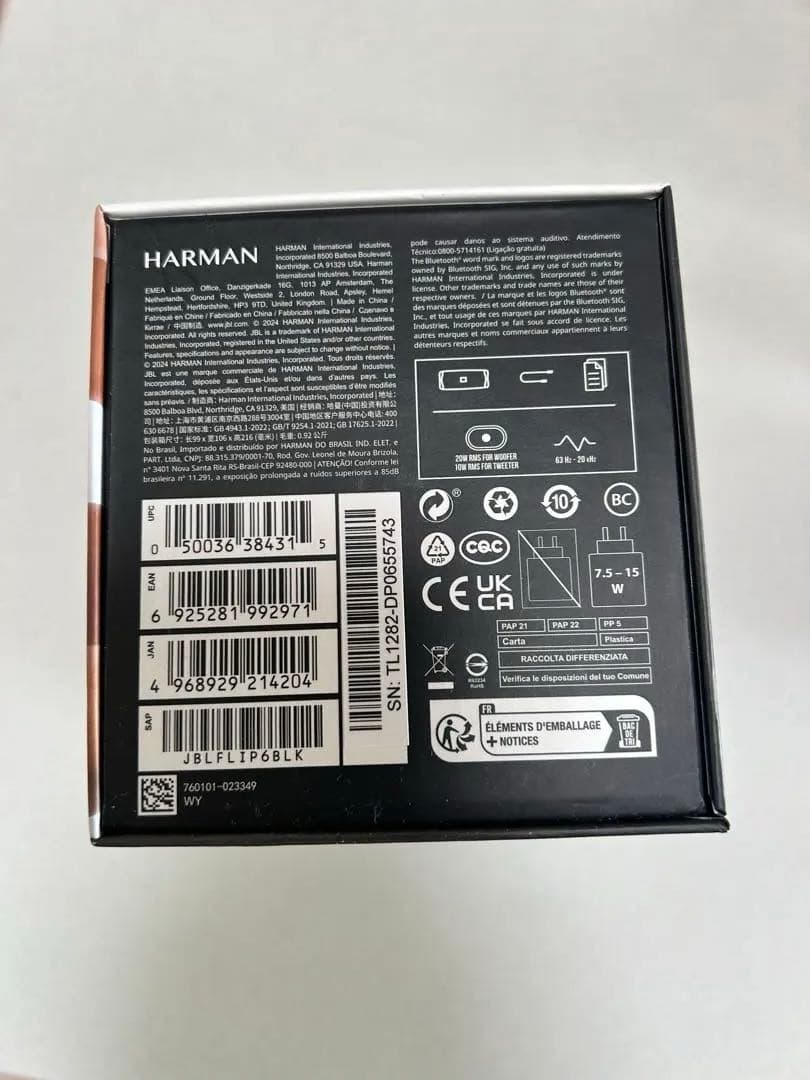 HARMAN
HARMAN International Industries,
Incorporated 8500 Balboa Boulevard,
Northridge, CA 91329 USA, Harman
International Industries, Incorporated
EMEA Liaison Office, Danzigerkade 16G, 1013 AP Amsterdam, The
Netherlands. Ground Floor, Westside 2, London Road, Apsley, Hemel
Hempstead, Hertfordshire, HP3 9TD, United Kingdom. | Made in China /
Fabriqué en Chine / Fabricado en China / Fabbricato nella China / Сделано в
Китае / 中国制造 www.jbl.com. © 2024 HARMAN International Industries,
Incorporated. All rights reserved. JBL is a trademark of HARMAN International
Industries, Incorporated, registered in the United States and/or other countries.
Features, specifications and appearance are subject to change without notice. |
© 2024 HARMAN International Industries, Incorporated. Tous droits réservés.
JBL est une marque commerciale de HARMAN International Industries,
Incorporated, déposée aux États-Unis et/ou dans d'autres pays. Les
caractéristiques, les spécifications et l'aspect sont susceptibles d'être modifiés
sans préavis. / 制造商: Harman International Industries, Incorporated | 地址:
8500 Balboa Blvd, Northridge, CA 91329, 美国 | 经销商: 哈曼(中国)投资有限公
司 | 地址: 上海市黄浦区南京西路288号3004室 | 中国地区客户服务中心电话: 400
630 6678 | 国家标准: GB 4943.1-2022; GB/T 9254.1-2021; GB 17625.1-2022 |
包装箱尺寸: 长99 x 宽106 x 高216 (毫米) | 毛重: 0.92 公斤
No Brasil, Importado e distribuído por HARMAN DO BRASIL IND. ELET. e
PART. Ltda, CNPJ: 88.315.379/0001-70, Rod. Gov. Leonel de Moura Brizola,
n° 3401 Nova Santa Rita RS-Brasil-CEP 92480-000 | ATENÇÃO! Conforme lei
brasileira n° 11.291, a exposição prolongada a ruídos superiores a 85dB
pode causar danos ao sistema auditivo. Atendimento
Técnico:0800-5714161 (Ligação gratuita)
The Bluetooth® word mark and logos are registered trademarks
owned by Bluetooth SIG, Inc. and any use of such marks by
HARMAN International Industries, Incorporated is under
license. Other trademarks and trade names are those of their
respective owners. / La marque et les logos Bluetooth® sont
des marques déposées et sont détenues par Bluetooth SIG,
Inc., et tout usage de ces marques par HARMAN International
Industries, Incorporated se fait sous accord de licence. Les
autres marques et noms commerciaux appartiennent à leurs
détenteurs respectifs.
20W RMS FOR WOOFER
10W RMS FOR TWEETER
63 Hz - 20 kHz
®
10
BC
21
PAP
CQC
CE
UK
CA
7.5 – 15
W
PAP 21
PAP 22
PP 5
Carta
Plastica
RACCOLTA DIFFERENZIATA
Verifica le disposizioni del tuo Comune
RoHS
FR
ÉLÉMENTS D'EMBALLAGE
+ NOTICES
BAC
DE
TRI
UPC
0 50036 38431 5
EAN
6 925281 992971
JAN
4 968929 214204
SAP
JBLFLIP6BLK
SN: TL1282-DP0655743
760101-023349
WY